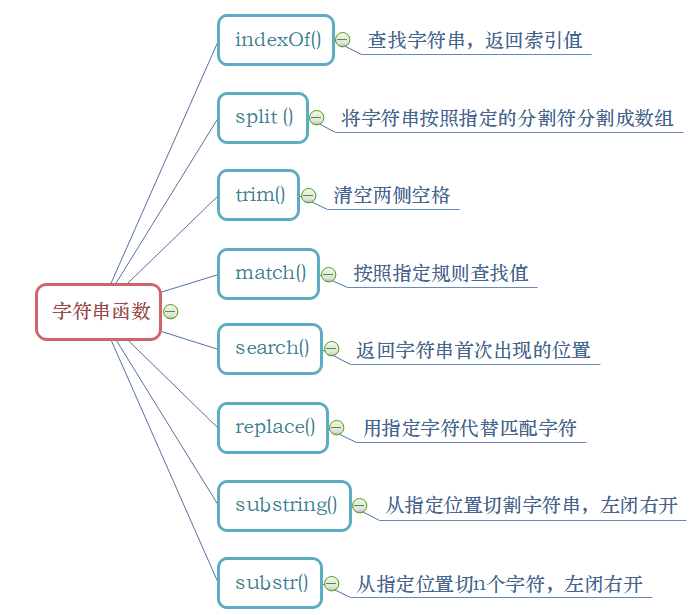 indexOf()
查找字符串，返回索引值
split ()
将字符串按照指定的分割符分割成数组
trim()
清空两侧空格
match()
按照指定规则查找值
字符串函数
search()
返回字符串首次出现的位置
replace()
用指定字符代替匹配字符
substring()
从指定位置切割字符串，左闭右开
substr()
从指定位置切n个字符，左闭右开